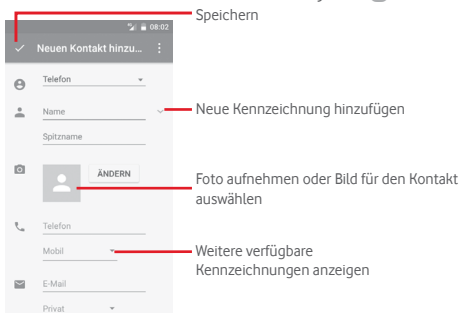 Speichern
08:02
Neuen Kontakt hinzu...
Telefon
Name
Neue Kennzeichnung hinzufügen
Spitzname
ÄNDERN
Foto aufnehmen oder Bild für den Kontakt
auswählen
Telefon
Mobil
Weitere verfügbare
Kennzeichnungen anzeigen
E-Mail
Privat